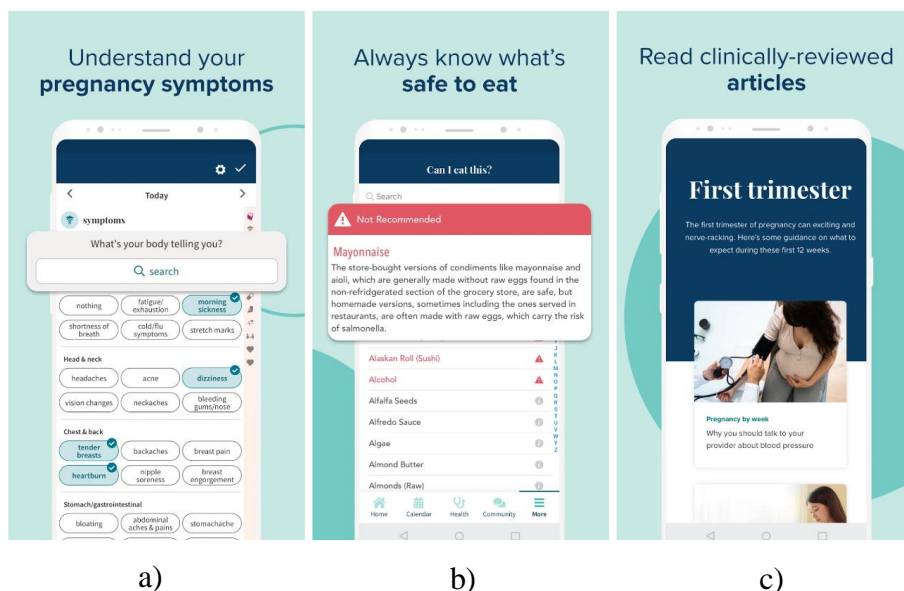 Understand your
pregnancy symptoms
Today
symptoms
What's your body telling you?
search
nothing
fatigue/
exhaustion
morning
sickness
shortness of
breath
cold/flu
symptoms
stretch marks
Head & neck
headaches
acne
dizziness
vision changes
neckaches
bleeding
gums/nose
Chest & back
tender
breasts
backaches
breast pain
heartburn
nipple
soreness
breast
engorgement
Stomach/gastrointestinal
bloating
abdominal
aches & pains
stomachache
a)
Always know what's
safe to eat
Can I eat this?
Search
Not Recommended
Mayonnaise
The store-bought versions of condiments like mayonnaise and
aioli, which are generally made without raw eggs found in the
non-refridgerated section of the grocery store, are safe, but
homemade versions, sometimes including the ones served in
restaurants, are often made with raw eggs, which carry the risk
of salmonella.
Alaskan Roll (Sushi)
Alcohol
Alfalfa Seeds
Alfredo Sauce
Algae
Almond Butter
Almonds (Raw)
J
K
L
M
N
O
P
Q
R
S
T
U
V
W
Y
Z
Home
Calendar
Health
Community
More
b)
Read clinically-reviewed
articles
First trimester
The first trimester of pregnancy can exciting and
nerve-racking. Here's some guidance on what to
expect during these first 12 weeks.
Pregnancy by week
Why you should talk to your
provider about blood pressure
c)